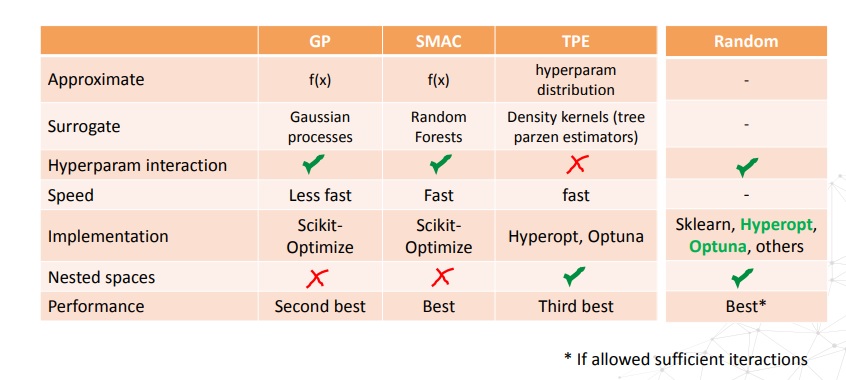 GP SMAC TPE Random
Approximate f(x) f(x) hyperparam distribution -
Surrogate Gaussian processes Random Forests Density kernels (tree parzen estimators) -
Hyperparam interaction
Speed Less fast Fast fast -
Implementation Scikit-Optimize Scikit-Optimize Hyperopt, Optuna Sklearn, Hyperopt, Optuna, others
Nested spaces
Performance Second best Best Third best Best*
* If allowed sufficient iteractions